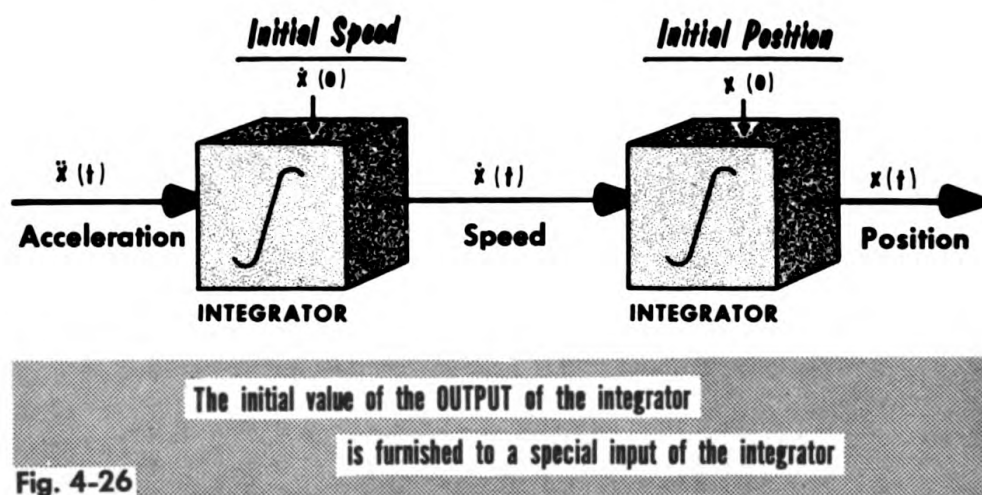 Initial Speed
ẋ (0)
Initial Position
x (0)
ẍ (t)
ẋ (t)
x(t)
Acceleration
Speed
Position
INTEGRATOR
INTEGRATOR
The initial value of the OUTPUT of the integrator
is furnished to a special input of the integrator
Fig. 4-26